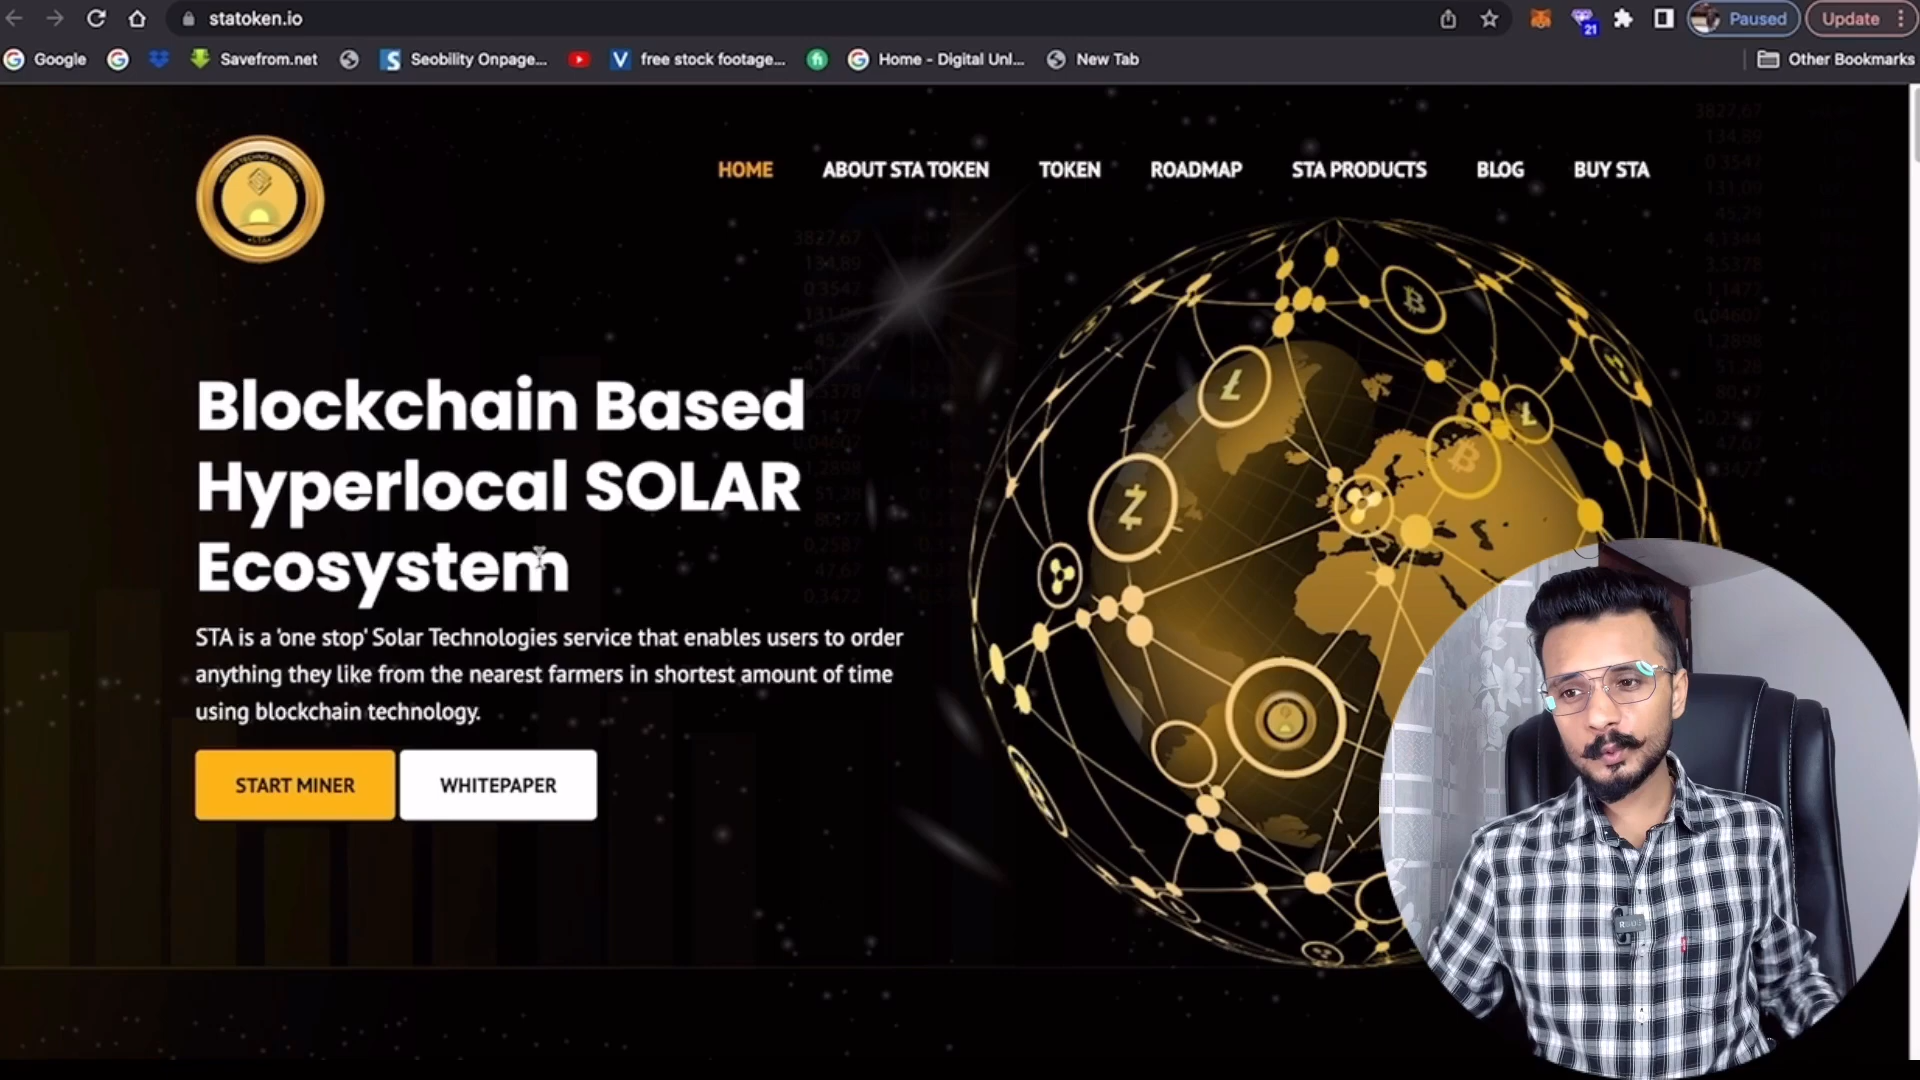 statoken.io
Paused
Update
Google
Savefrom.net
Seobility Onpage...
free stock footage...
Home - Digital Unl...
New Tab
Other Bookmarks
21
HOME
ABOUT STA TOKEN
TOKEN
ROADMAP
STA PRODUCTS
BLOG
BUY STA
Blockchain Based
Hyperlocal SOLAR
Ecosystem
STA is a 'one stop' Solar Technologies service that enables users to order
anything they like from the nearest farmers in shortest amount of time
using blockchain technology.
START MINER
WHITEPAPER